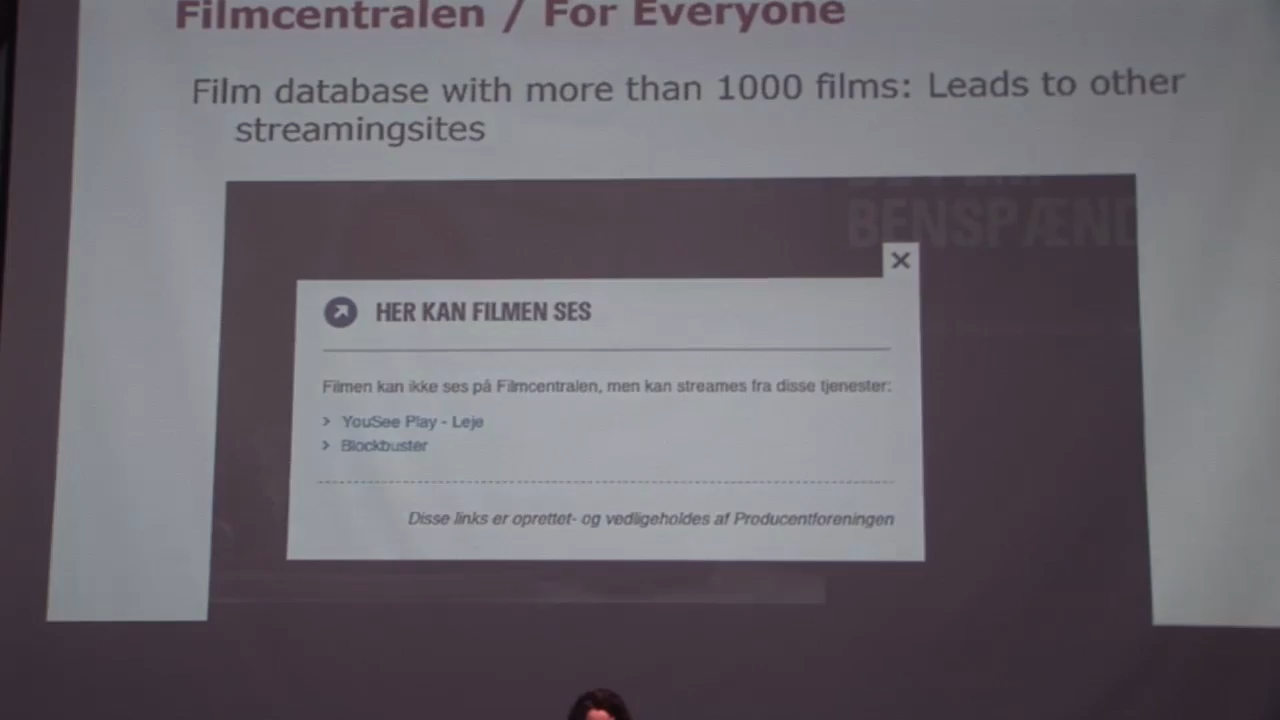 Filmcentralen / For Everyone
Film database with more than 1000 films: Leads to other
streamingsites
BENSPÆND
×
HER KAN FILMEN SES
Filmen kan ikke ses på Filmcentralen, men kan streames fra disse tjenester:
> YouSee Play - Leje
> Blockbuster
Disse links er oprettet- og vedligeholdes af Producentforeningen